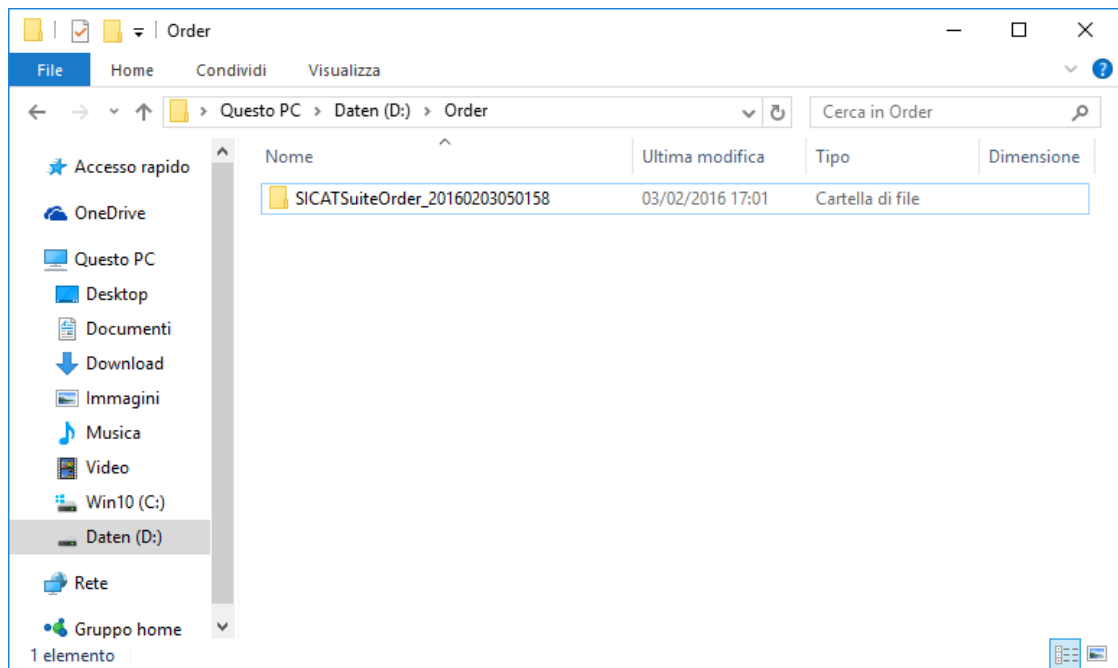 Order
File Home Condividi Visualizza
Questo PC Daten (D:) Order Cerca in Order
Nome Ultima modifica Tipo Dimensione
SICATSuiteOrder_20160203050158 03/02/2016 17:01 Cartella di file
Accesso rapido
OneDrive
Questo PC
Desktop
Documenti
Download
Immagini
Musica
Video
Win10 (C:)
Daten (D:)
Rete
Gruppo home
1 elemento